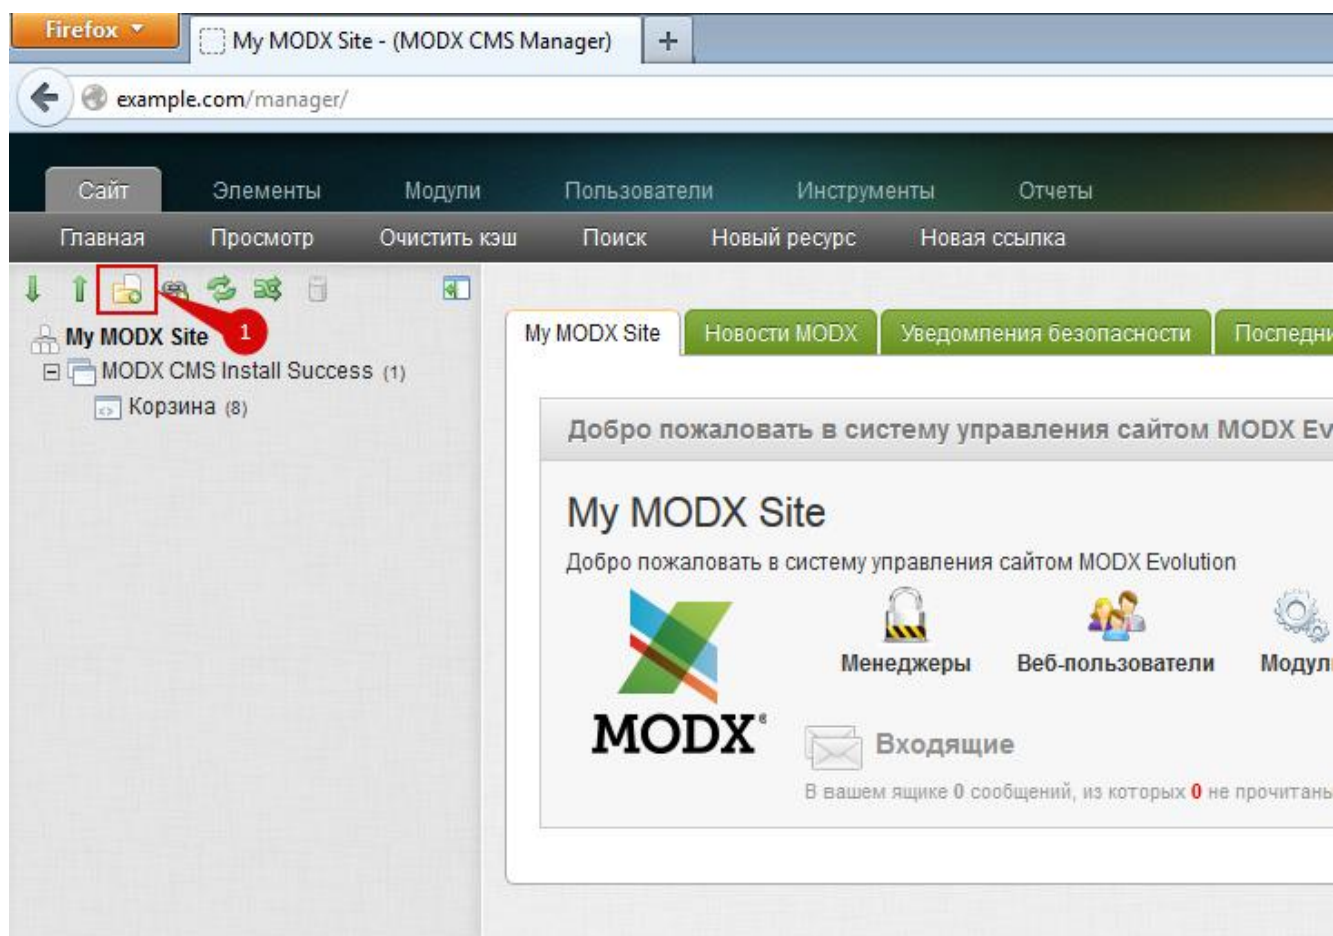 Firefox
My MODX Site - (MODX CMS Manager)
example.com/manager/
Сайт Элементы Модули Пользователи Инструменты Отчеты
Главная Просмотр Очистить кэш Поиск Новый ресурс Новая ссылка
1
My MODX Site
MODX CMS Install Success (1)
Корзина (8)
My MODX Site Новости MODX Уведомления безопасности Последни
Добро пожаловать в систему управления сайтом MODX Ev
My MODX Site
Добро пожаловать в систему управления сайтом MODX Evolution
Менеджеры Веб-пользователи Модул
MODX
Входящие
В вашем ящике 0 сообщений, из которых 0 не прочитаны